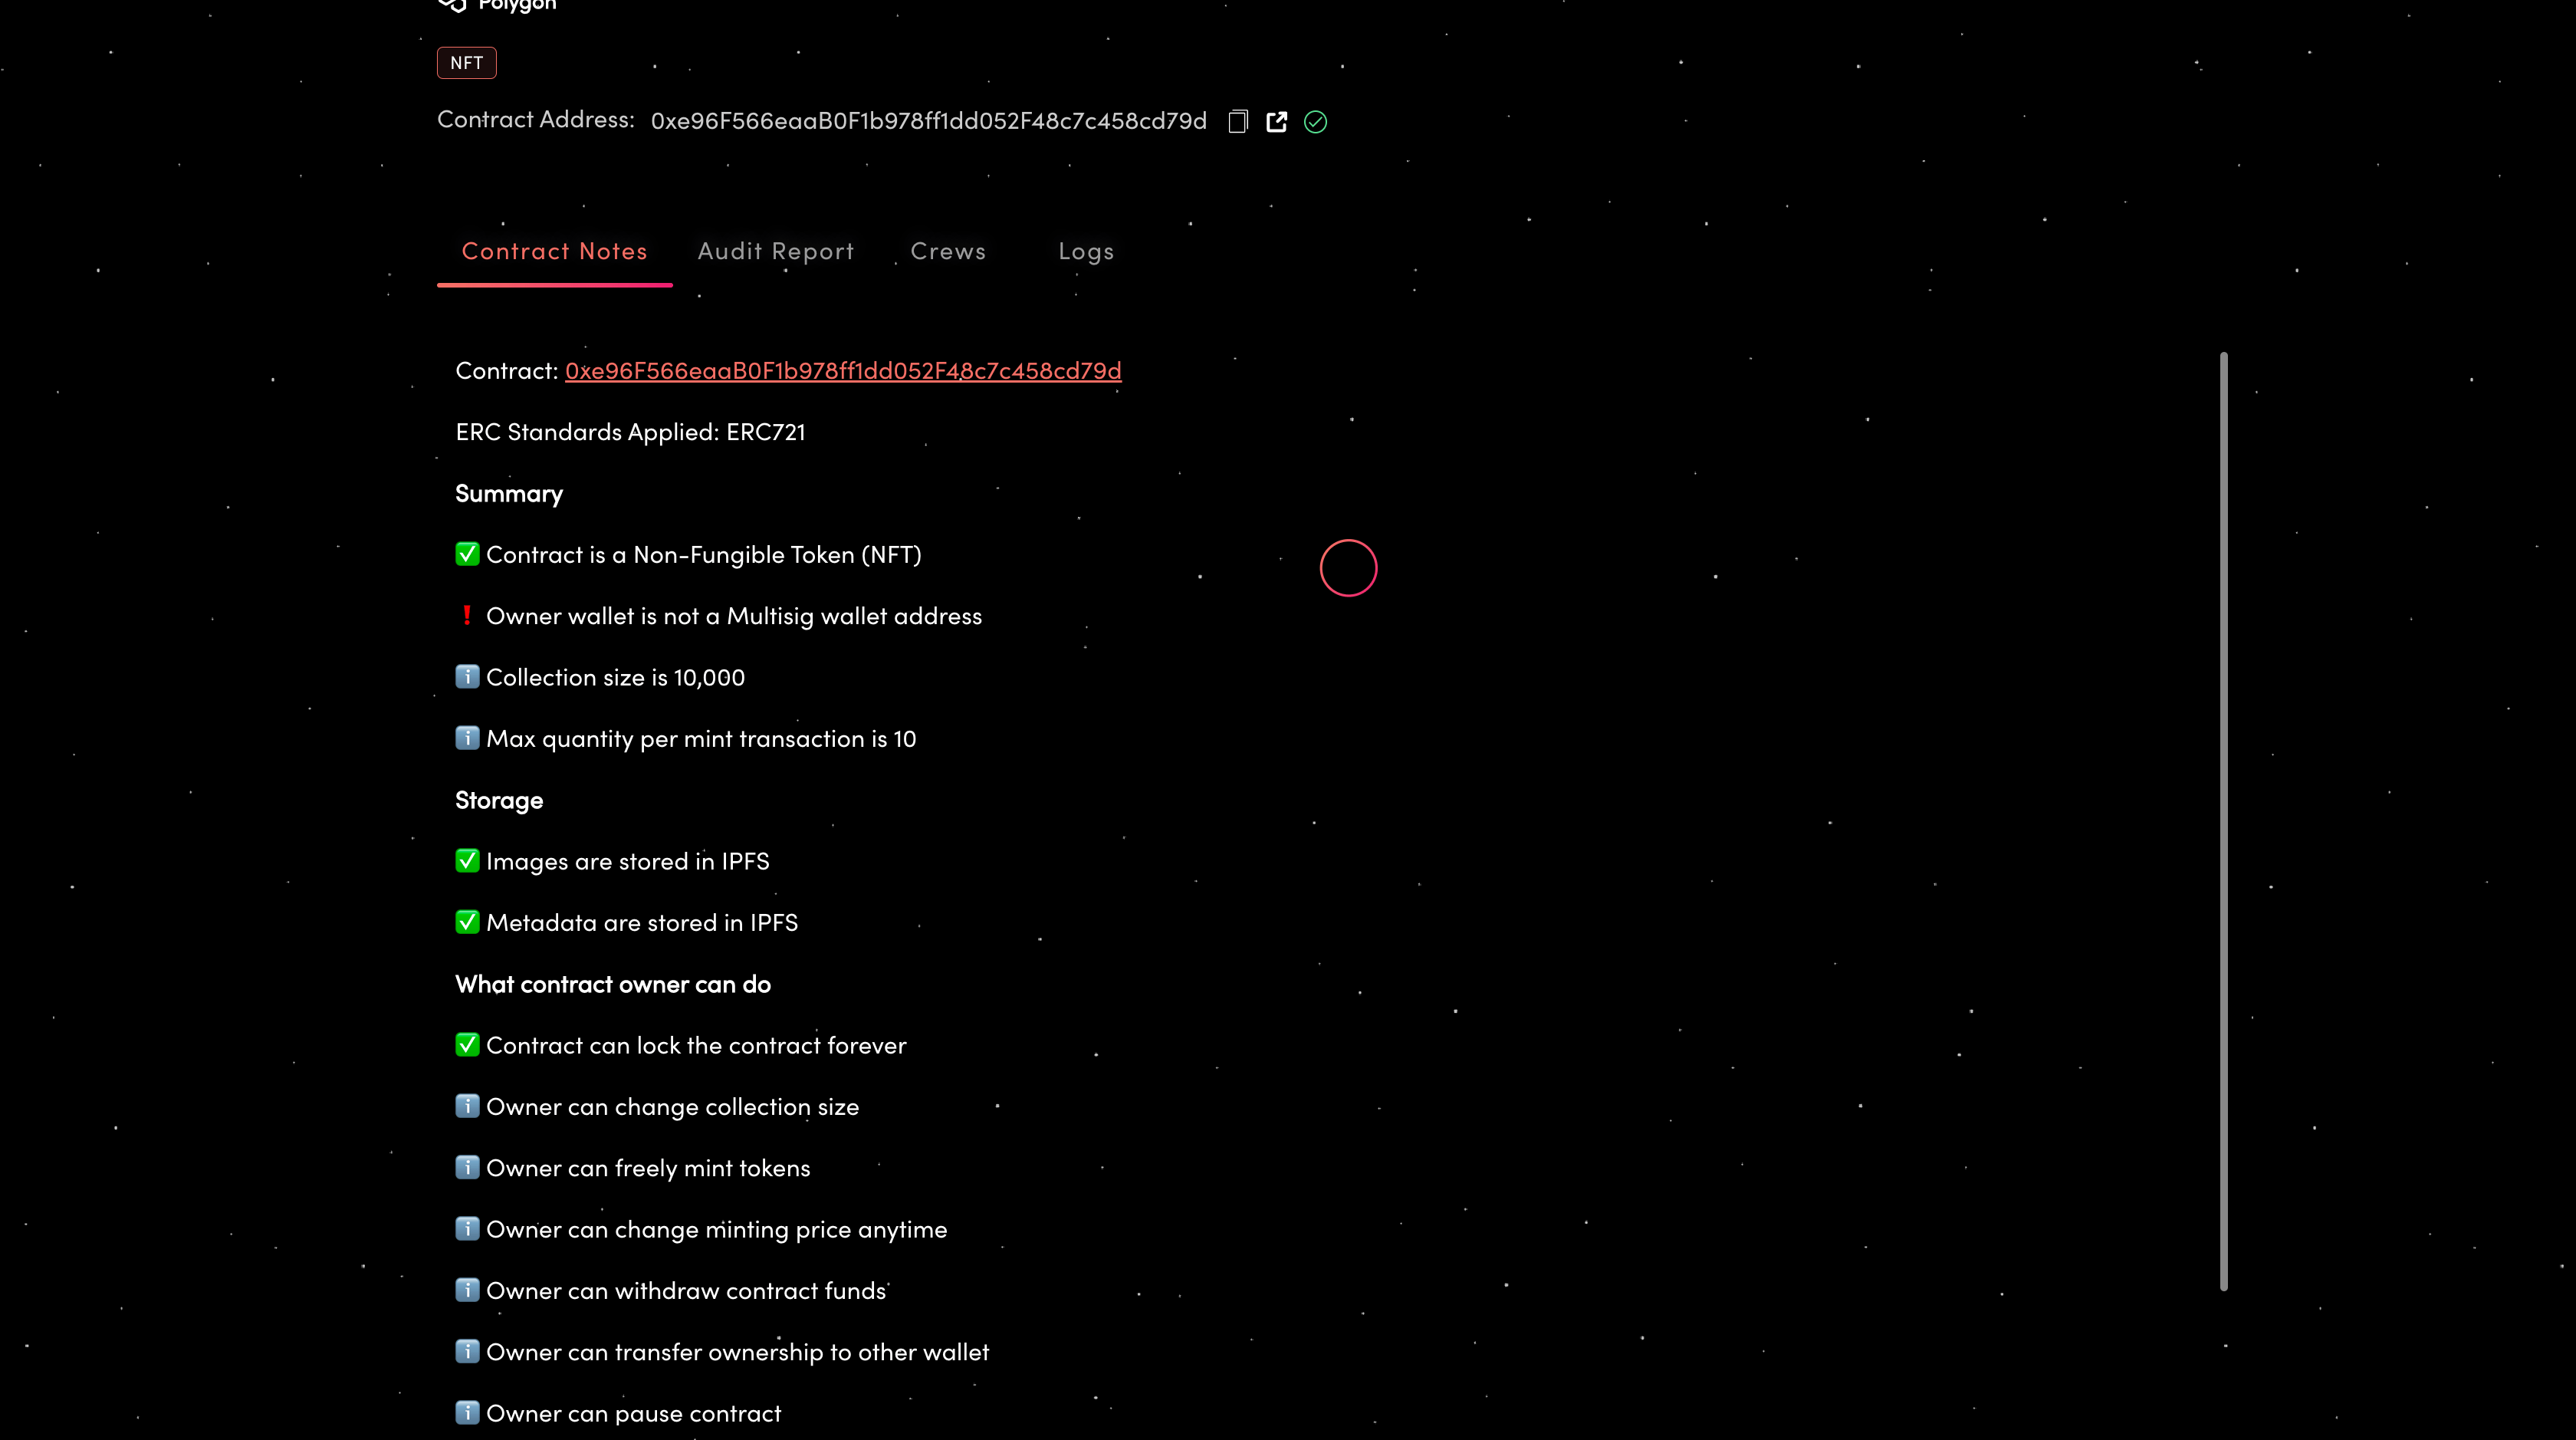 Polygon
NFT
Contract Address: 0xe96F566eaaB0F1b978ff1dd052F48c7c458cd79d
Contract Notes Audit Report Crews Logs
Contract: 0xe96F566eaaB0F1b978ff1dd052F48c7c458cd79d
ERC Standards Applied: ERC721
Summary
✅ Contract is a Non-Fungible Token (NFT)
❗ Owner wallet is not a Multisig wallet address
ℹ️ Collection size is 10,000
ℹ️ Max quantity per mint transaction is 10
Storage
✅ Images are stored in IPFS
✅ Metadata are stored in IPFS
What contract owner can do
✅ Contract can lock the contract forever
ℹ️ Owner can change collection size
ℹ️ Owner can freely mint tokens
ℹ️ Owner can change minting price anytime
ℹ️ Owner can withdraw contract funds
ℹ️ Owner can transfer ownership to other wallet
ℹ️ Owner can pause contract